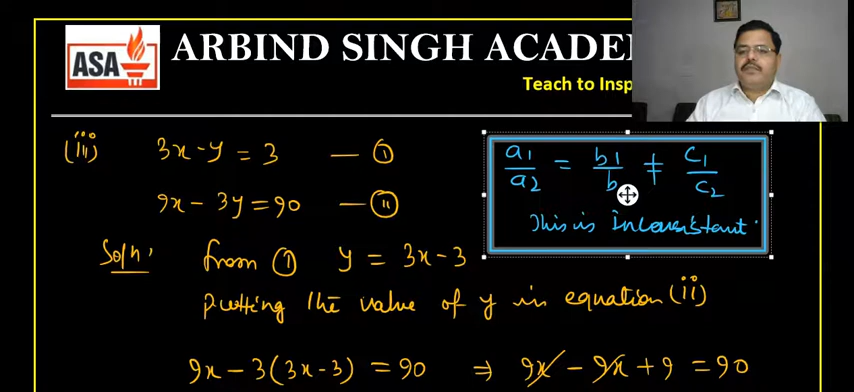 ASA
ARBIND SINGH ACADE
Teach to Insp
(iii) 3x - y = 3 — (I)
9x - 3y = 90 — (II)
a1/a2 = b1/b ≠ c1/c2
This is Inconsistant.
Soln. from (I) y = 3x - 3
putting the value of y in equation (ii)
9x - 3(3x - 3) = 90 ⇒ 9x - 9x + 9 = 90